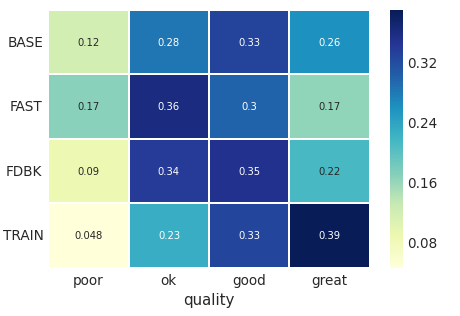 BASE 0.12 0.28 0.33 0.26
0.32
FAST 0.17 0.36 0.3 0.17
0.24
FDBK 0.09 0.34 0.35 0.22
0.16
TRAIN 0.048 0.23 0.33 0.39
0.08
poor ok good great
quality